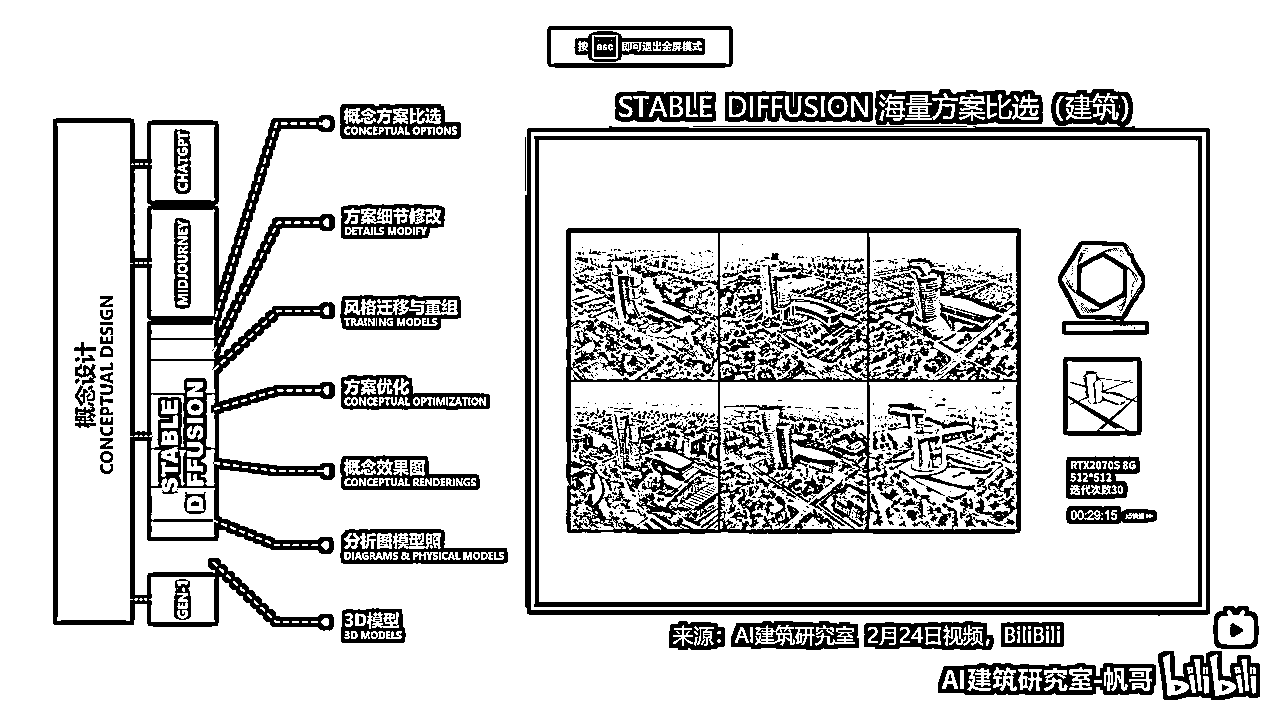 按 esc 即可退出全屏模式
STABLE DIFFUSION 海量方案比选（建筑）
概念设计
CONCEPTUAL DESIGN
CHATGPT
MIDJOURNEY
STABLE
DIFFUSION
GEN-1
概念方案比选
CONCEPTUAL OPTIONS
方案细节修改
DETAILS MODIFY
风格迁移与重组
TRAINING MODELS
方案优化
CONCEPTUAL OPTIMIZATION
概念效果图
CONCEPTUAL RENDERINGS
分析图模型照
DIAGRAMS & PHYSICAL MODELS
3D模型
3D MODELS
RTX2070S 8G
512*512
迭代次数30
00:29:15
来源：AI建筑研究室 2月24日视频，BiliBili
AI建筑研究室-帆哥 bilibili